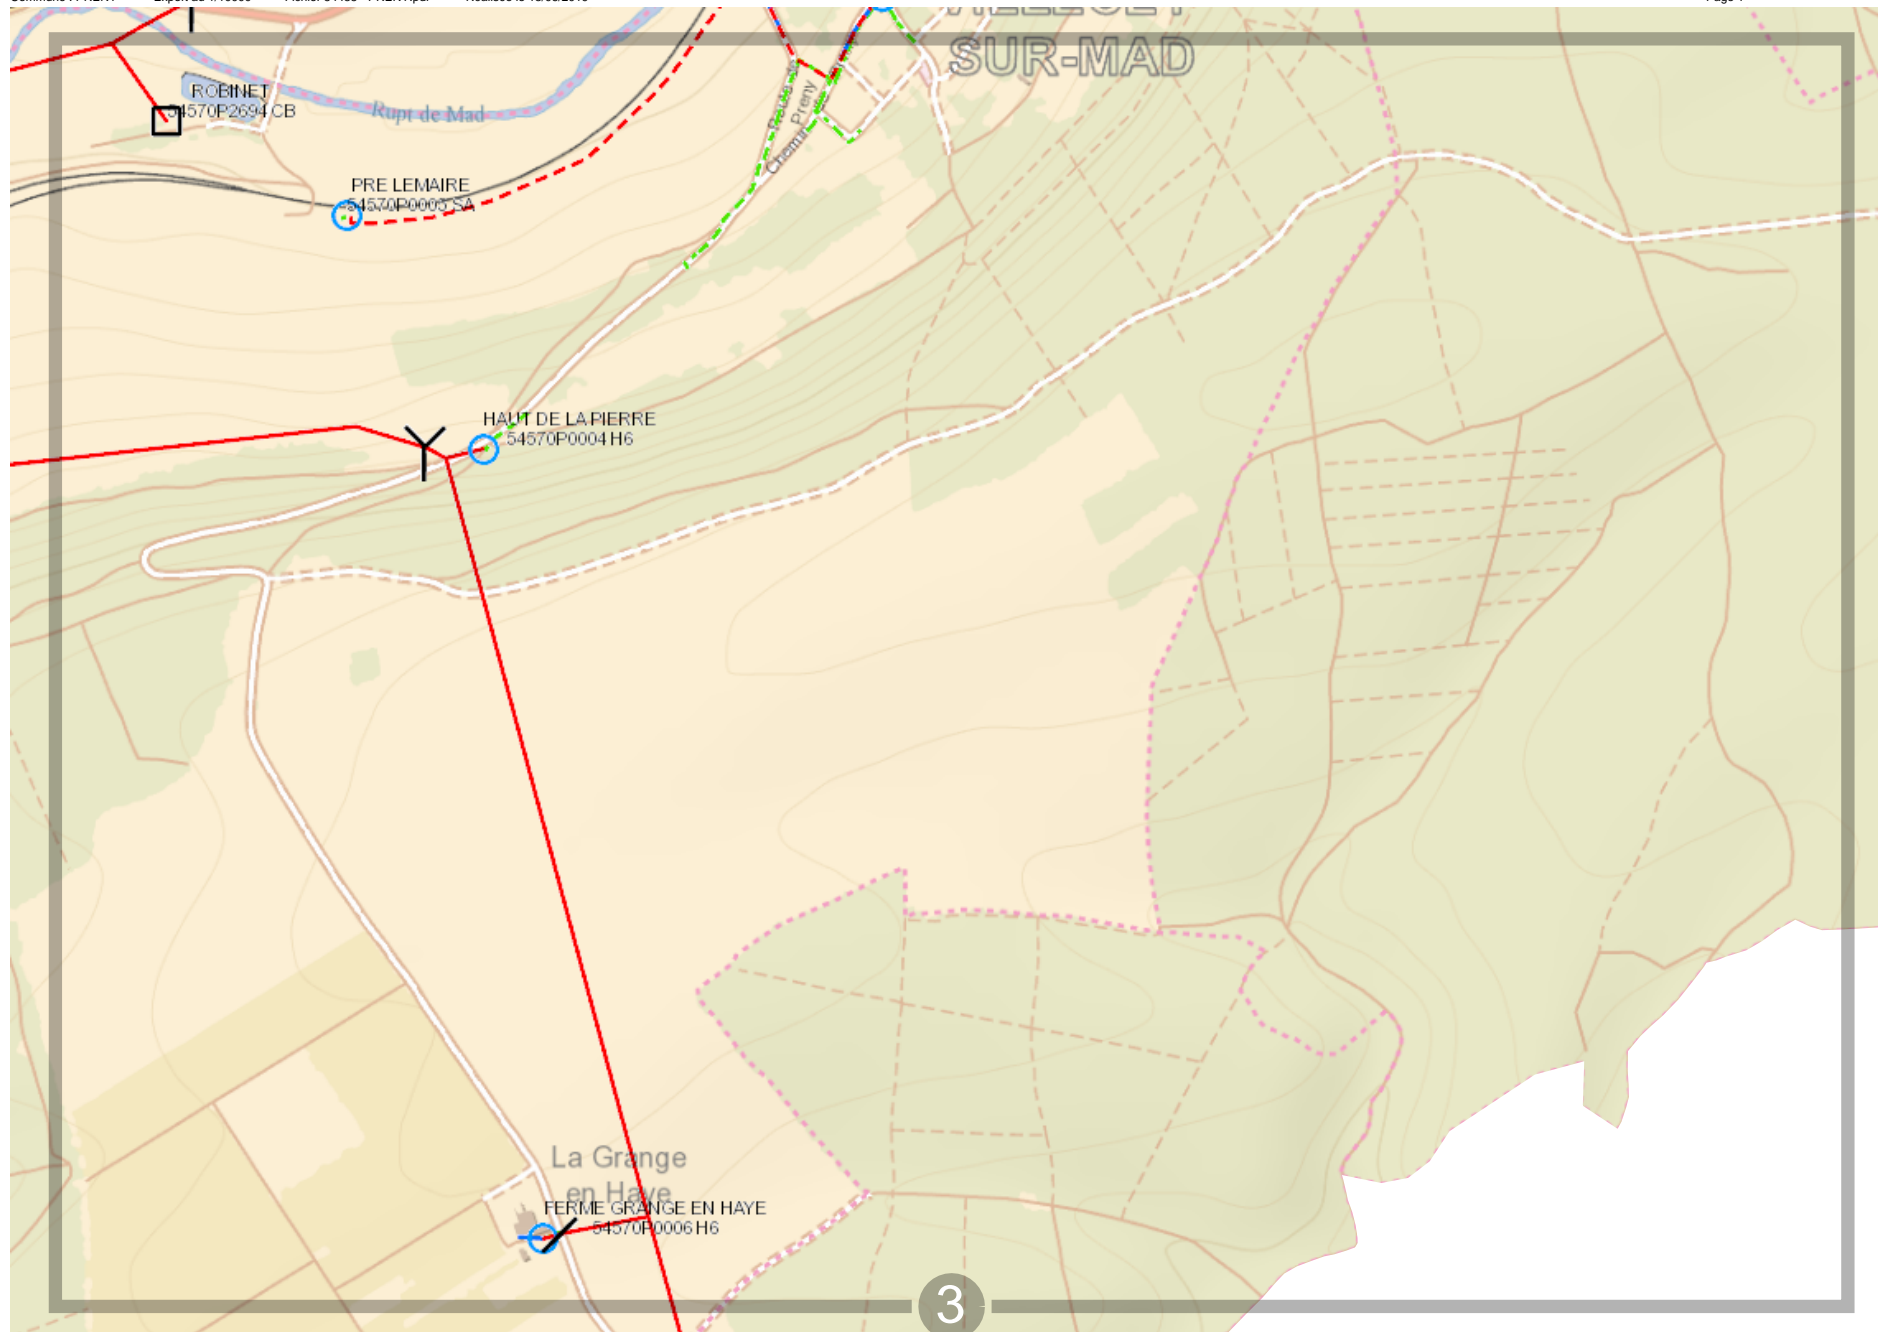 SUR-MAD
ROBINET
54570P2694 CB
Rupt de Mad
Chemin
Preny
PRE LEMAIRE
54570P0005 SA
HAUT DE LA PIERRE
54570P0004 H6
La Grange
en Haye
FERME GRANGE EN HAYE
54570P0006 H6
3